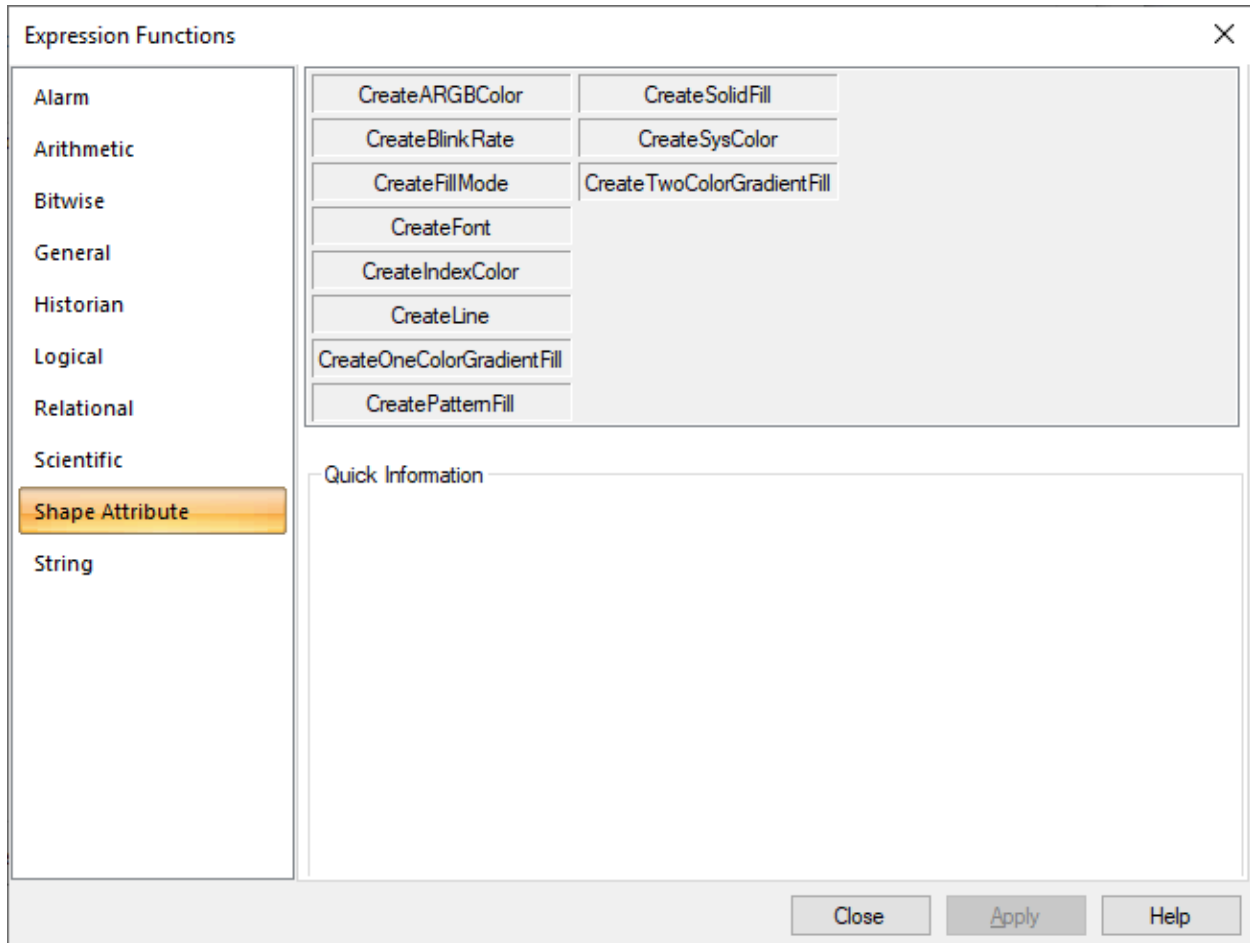 Expression Functions
Alarm
Arithmetic
Bitwise
General
Historian
Logical
Relational
Scientific
Shape Attribute
String
CreateARGBColor
CreateSolidFill
CreateBlinkRate
CreateSysColor
CreateFillMode
CreateTwoColorGradientFill
CreateFont
CreateIndexColor
CreateLine
CreateOneColorGradientFill
CreatePatternFill
Quick Information
Close
Apply
Help